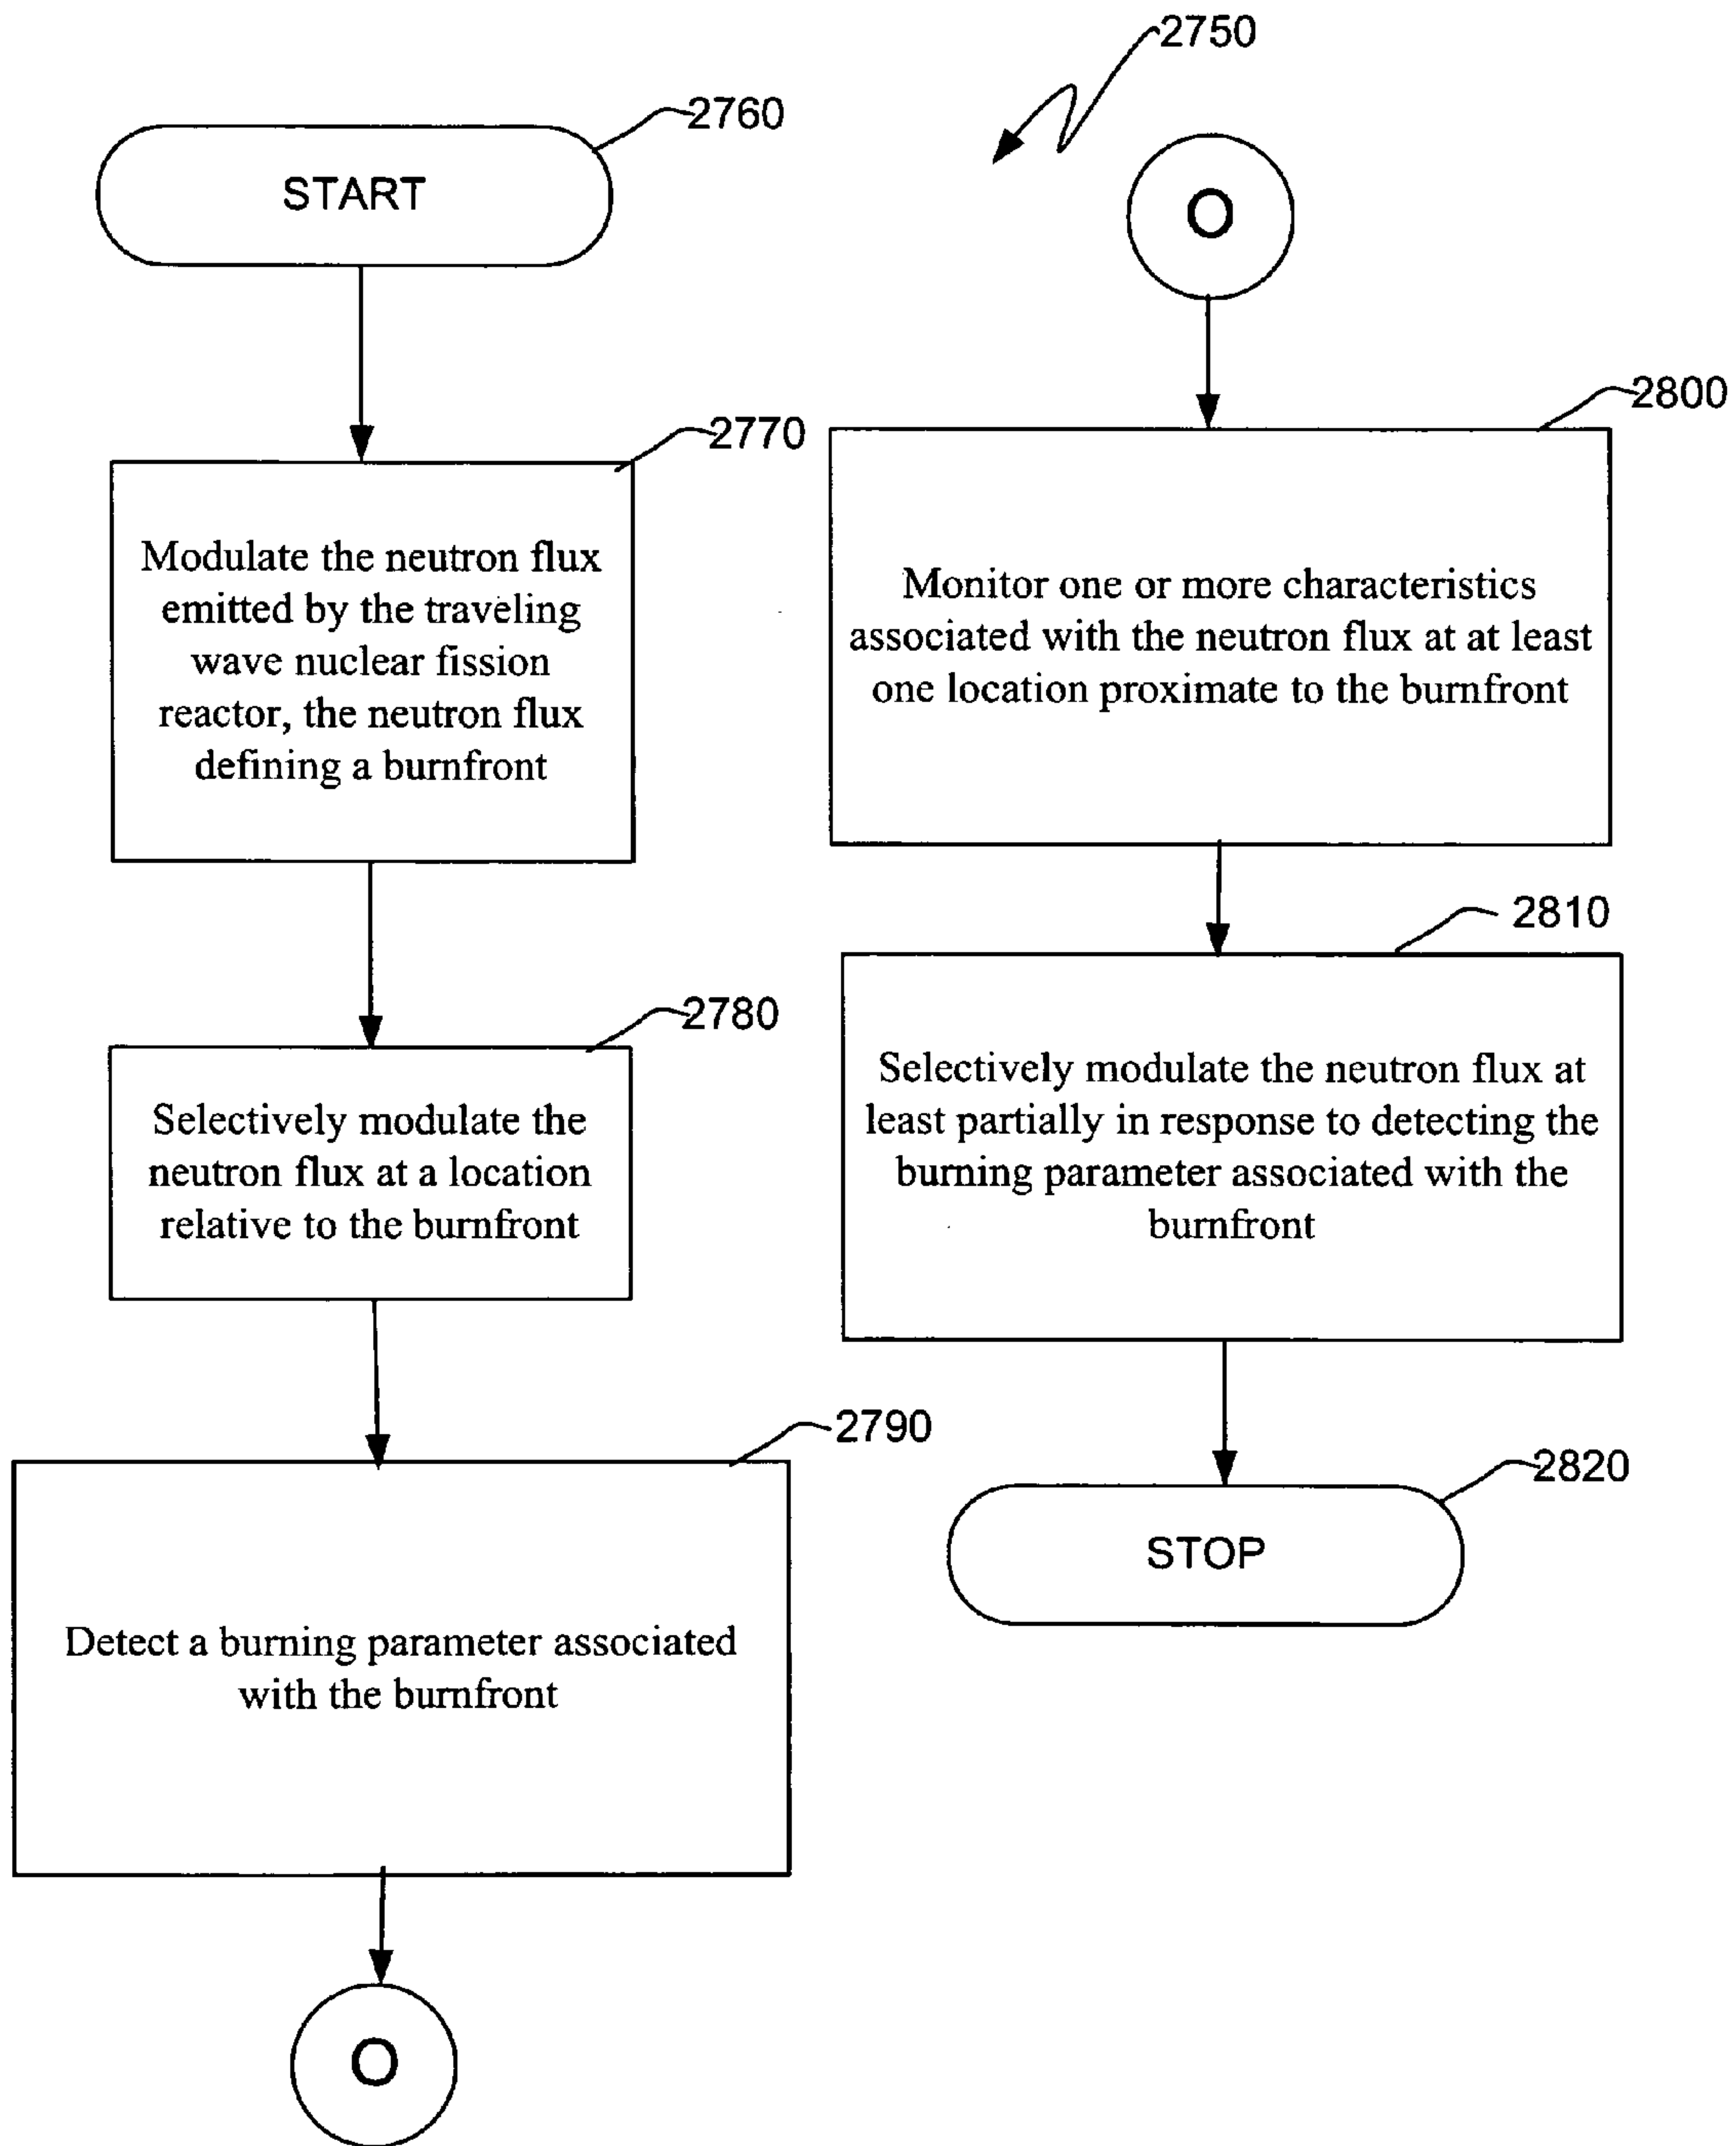 2750
2760
START
2770
Modulate the neutron flux
emitted by the traveling
wave nuclear fission
reactor, the neutron flux
defining a burnfront
2780
Selectively modulate the
neutron flux at a location
relative to the burnfront
2790
Detect a burning parameter associated
with the burnfront
O
O
2800
Monitor one or more characteristics
associated with the neutron flux at at least
one location proximate to the burnfront
2810
Selectively modulate the neutron flux at
least partially in response to detecting the
burning parameter associated with the
burnfront
2820
STOP